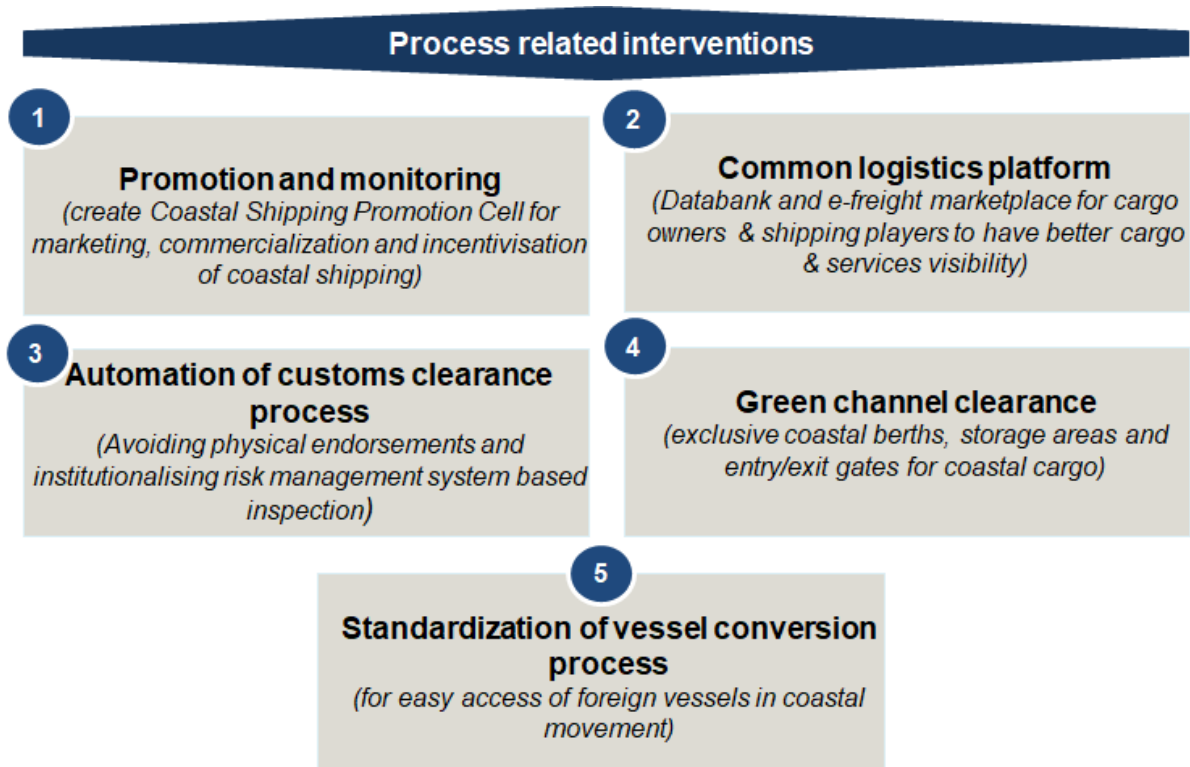 Process related interventions
1
Promotion and monitoring
(create Coastal Shipping Promotion Cell for
marketing, commercialization and incentivisation
of coastal shipping)
2
Common logistics platform
(Databank and e-freight marketplace for cargo
owners & shipping players to have better cargo
& services visibility)
3
Automation of customs clearance
process
(Avoiding physical endorsements and
institutionalising risk management system based
inspection)
4
Green channel clearance
(exclusive coastal berths, storage areas and
entry/exit gates for coastal cargo)
5
Standardization of vessel conversion
process
(for easy access of foreign vessels in coastal
movement)